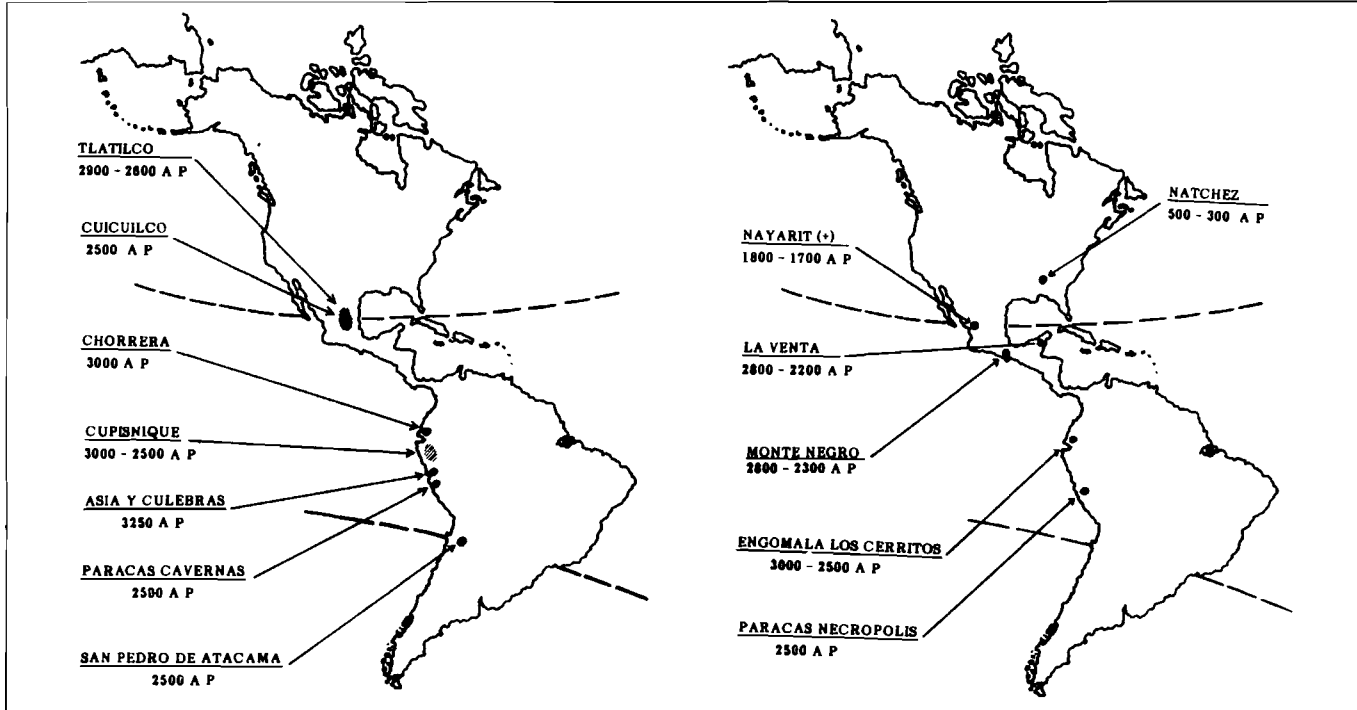 TLATILCO
2900 - 2600 A P
CUICUILCO
2500 A P
CHORRERA
3000 A P
CUPISNIQUE
3000 - 2500 A P
ASIA Y CULEBRAS
3250 A P
PARACAS CAVERNAS
2500 A P
SAN PEDRO DE ATACAMA
2500 A P
NATCHEZ
500 - 300 A P
NAYARIT (+)
1800 - 1700 A P
LA VENTA
2800 - 2200 A P
MONTE NEGRO
2800 - 2300 A P
ENGOMALA LOS CERRITOS
3000 - 2500 A P
PARACAS NECROPOLIS
2500 A P